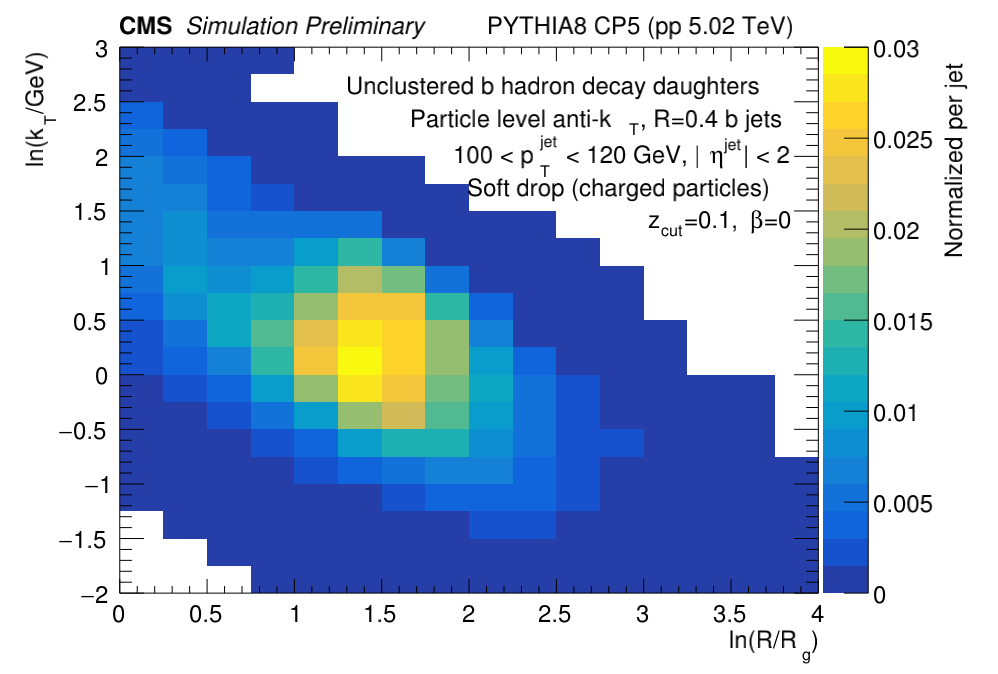 CMS Simulation Preliminary PYTHIA8 CP5 (pp 5.02 TeV)
ln(k_T/GeV)
3
2.5
2
1.5
1
0.5
0
−0.5
−1
−1.5
−2
Unclustered b hadron decay daughters
Particle level anti-k_T, R=0.4 b jets
100 < p_T^jet < 120 GeV, | η^jet| < 2
Soft drop (charged particles)
z_cut=0.1, β=0
0 0.5 1 1.5 2 2.5 3 3.5 4
ln(R/R_g)
0.03
0.025
0.02
0.015
0.01
0.005
0
Normalized per jet